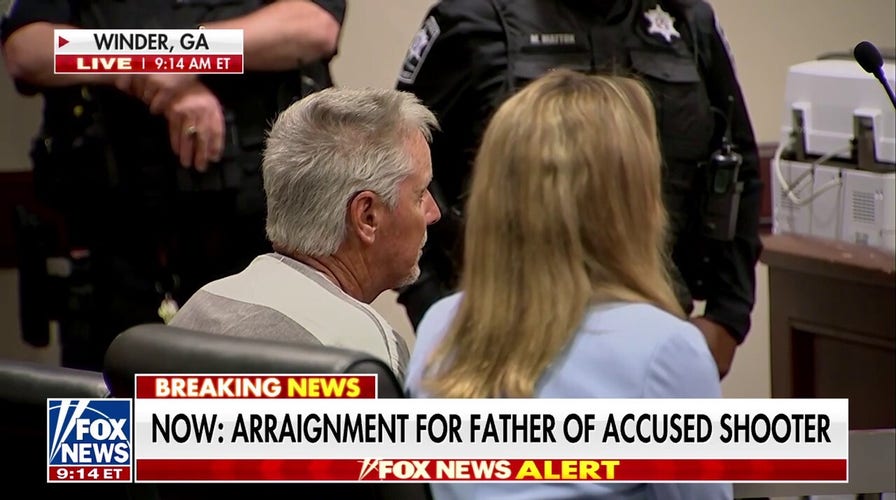 WINDER, GA
LIVE | 9:14 AM ET
BREAKING NEWS
NOW: ARRAIGNMENT FOR FATHER OF ACCUSED SHOOTER
FOX
NEWS
9:14 ET
FOX NEWS ALERT